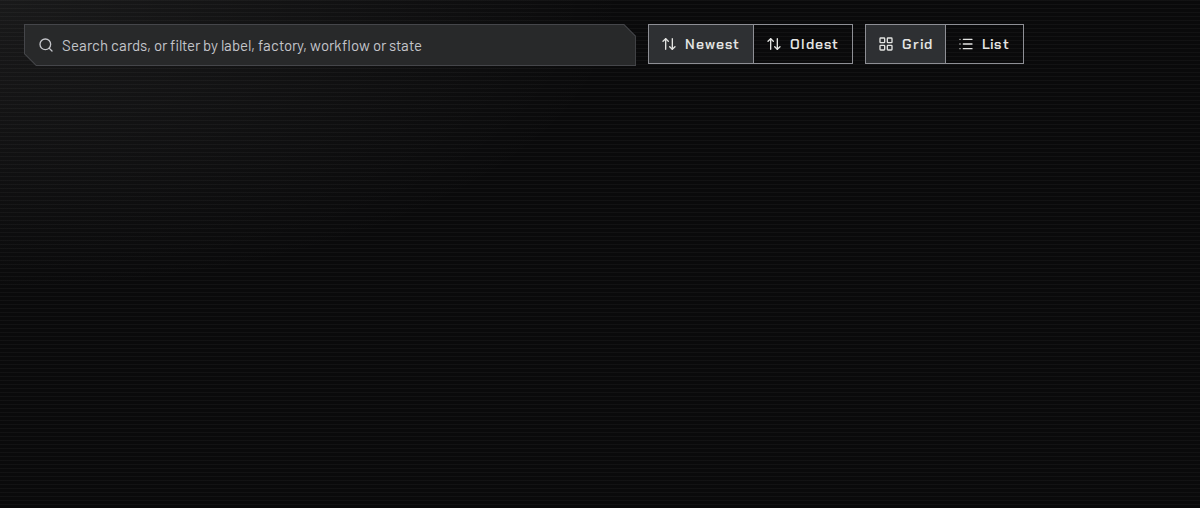 Search cards, or filter by label, factory, workflow or state
Newest
Oldest
Grid
List